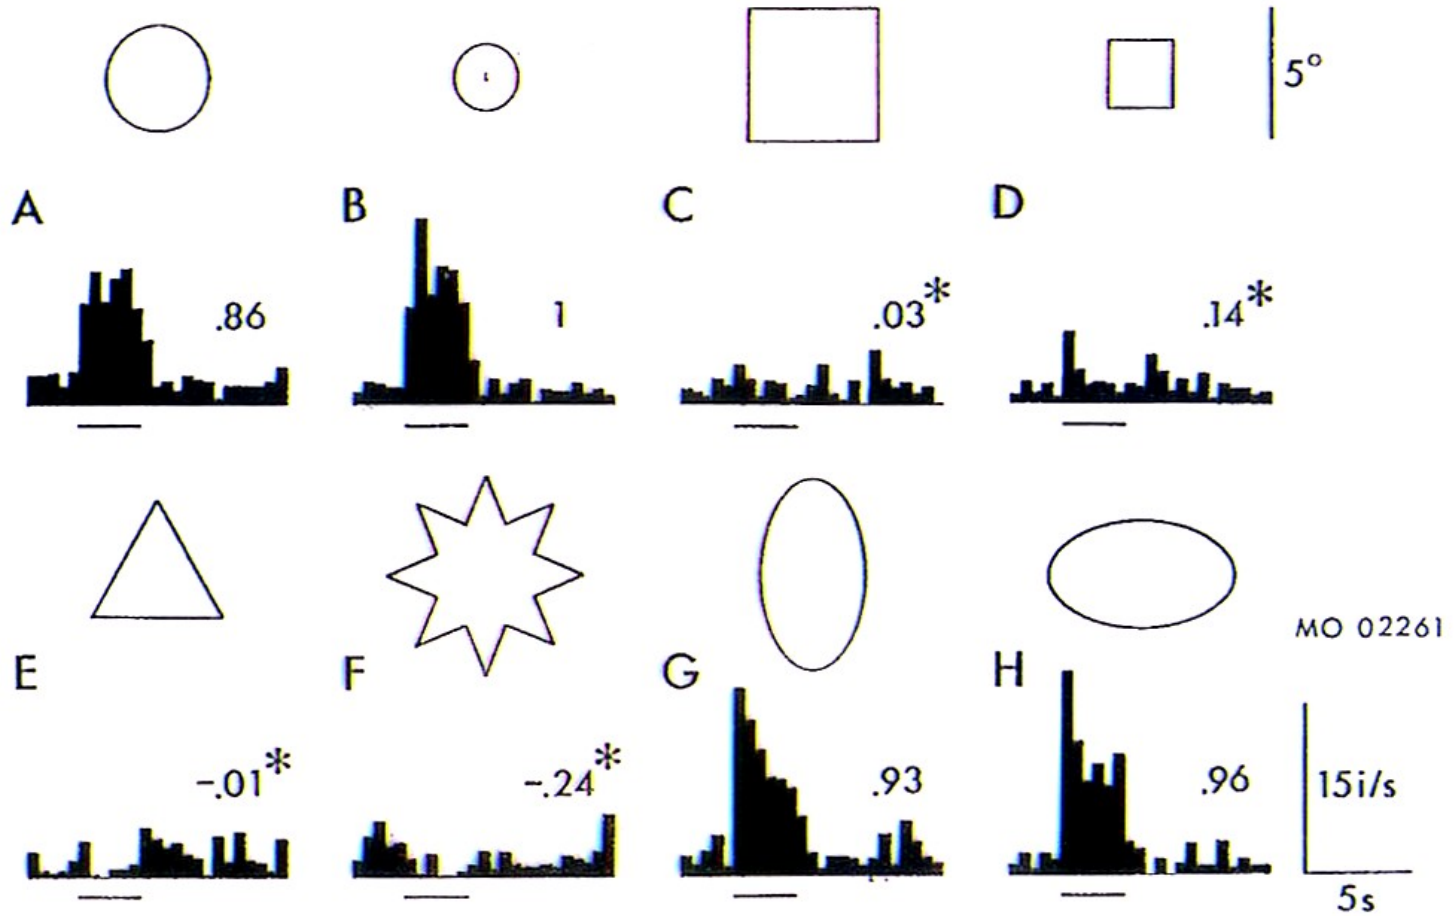 5°
A
B
C
D
.86
1
.03*
.14*
MO 02261
E
F
G
H
-.01*
-.24*
.93
.96
15i/s
5s